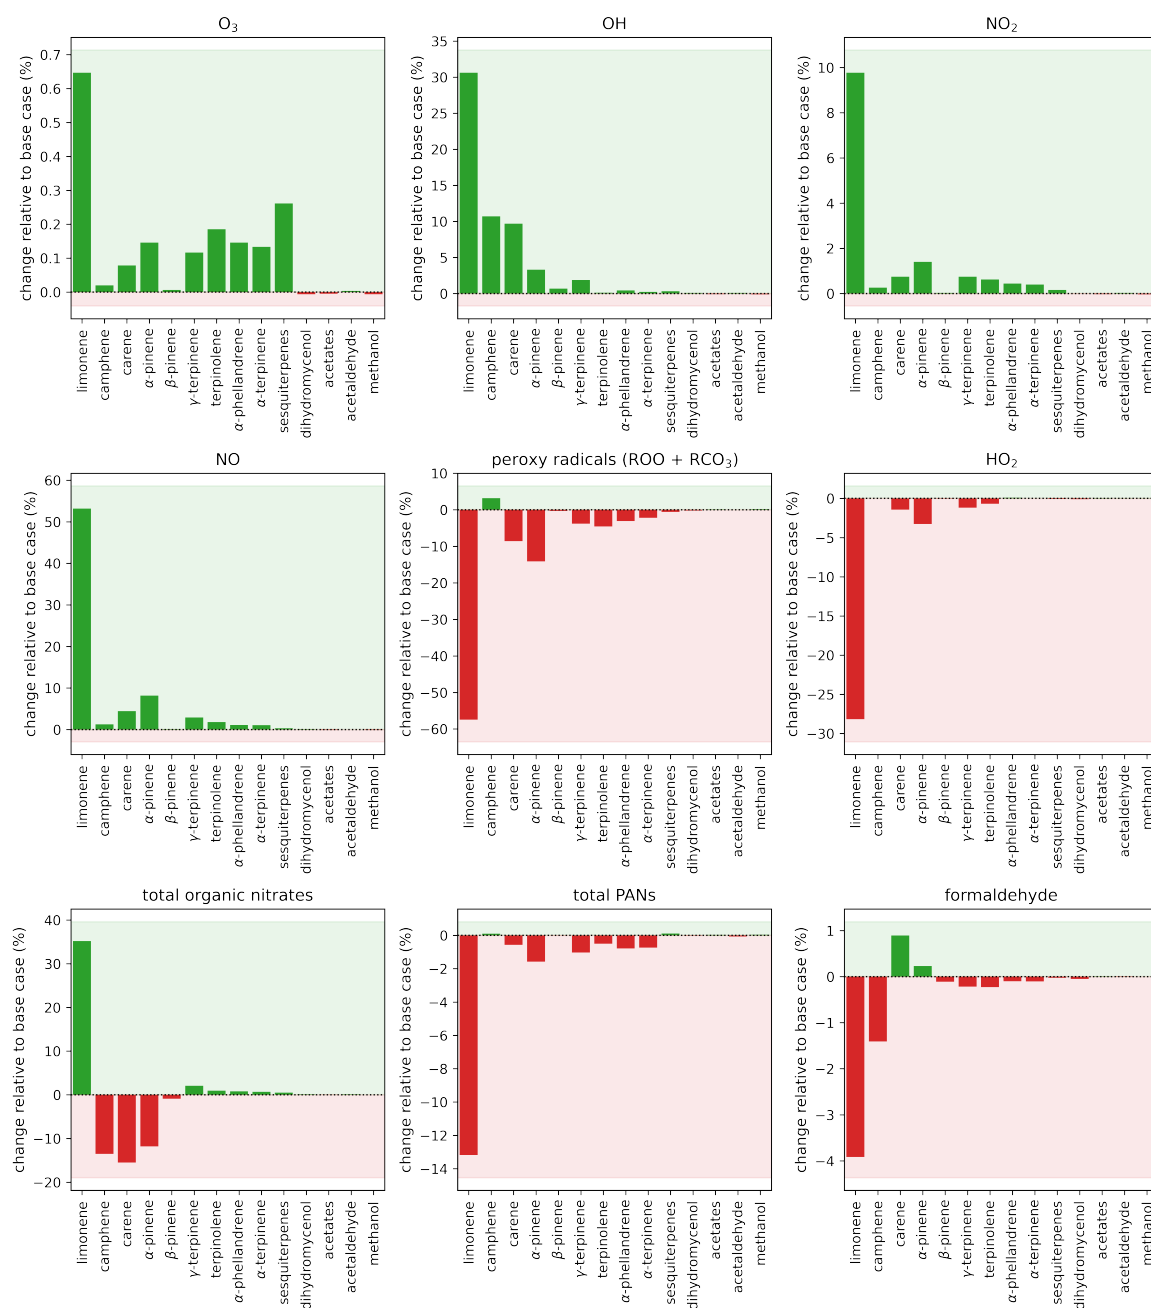 O₃
change relative to base case (%)
0.7
0.6
0.5
0.4
0.3
0.2
0.1
0.0
limonene
camphene
carene
α-pinene
β-pinene
γ-terpinene
terpinolene
α-phellandrene
α-terpinene
sesquiterpenes
dihydromycenol
acetates
acetaldehyde
methanol
OH
change relative to base case (%)
35
30
25
20
15
10
5
0
limonene
camphene
carene
α-pinene
β-pinene
γ-terpinene
terpinolene
α-phellandrene
α-terpinene
sesquiterpenes
dihydromycenol
acetates
acetaldehyde
methanol
NO₂
change relative to base case (%)
10
8
6
4
2
0
limonene
camphene
carene
α-pinene
β-pinene
γ-terpinene
terpinolene
α-phellandrene
α-terpinene
sesquiterpenes
dihydromycenol
acetates
acetaldehyde
methanol
NO
change relative to base case (%)
60
50
40
30
20
10
0
limonene
camphene
carene
α-pinene
β-pinene
γ-terpinene
terpinolene
α-phellandrene
α-terpinene
sesquiterpenes
dihydromycenol
acetates
acetaldehyde
methanol
peroxy radicals (ROO + RCO₃)
change relative to base case (%)
10
0
−10
−20
−30
−40
−50
−60
limonene
camphene
carene
α-pinene
β-pinene
γ-terpinene
terpinolene
α-phellandrene
α-terpinene
sesquiterpenes
dihydromycenol
acetates
acetaldehyde
methanol
HO₂
change relative to base case (%)
0
−5
−10
−15
−20
−25
−30
limonene
camphene
carene
α-pinene
β-pinene
γ-terpinene
terpinolene
α-phellandrene
α-terpinene
sesquiterpenes
dihydromycenol
acetates
acetaldehyde
methanol
total organic nitrates
change relative to base case (%)
40
30
20
10
0
−10
−20
limonene
camphene
carene
α-pinene
β-pinene
γ-terpinene
terpinolene
α-phellandrene
α-terpinene
sesquiterpenes
dihydromycenol
acetates
acetaldehyde
methanol
total PANs
change relative to base case (%)
0
−2
−4
−6
−8
−10
−12
−14
limonene
camphene
carene
α-pinene
β-pinene
γ-terpinene
terpinolene
α-phellandrene
α-terpinene
sesquiterpenes
dihydromycenol
acetates
acetaldehyde
methanol
formaldehyde
change relative to base case (%)
1
0
−1
−2
−3
−4
limonene
camphene
carene
α-pinene
β-pinene
γ-terpinene
terpinolene
α-phellandrene
α-terpinene
sesquiterpenes
dihydromycenol
acetates
acetaldehyde
methanol